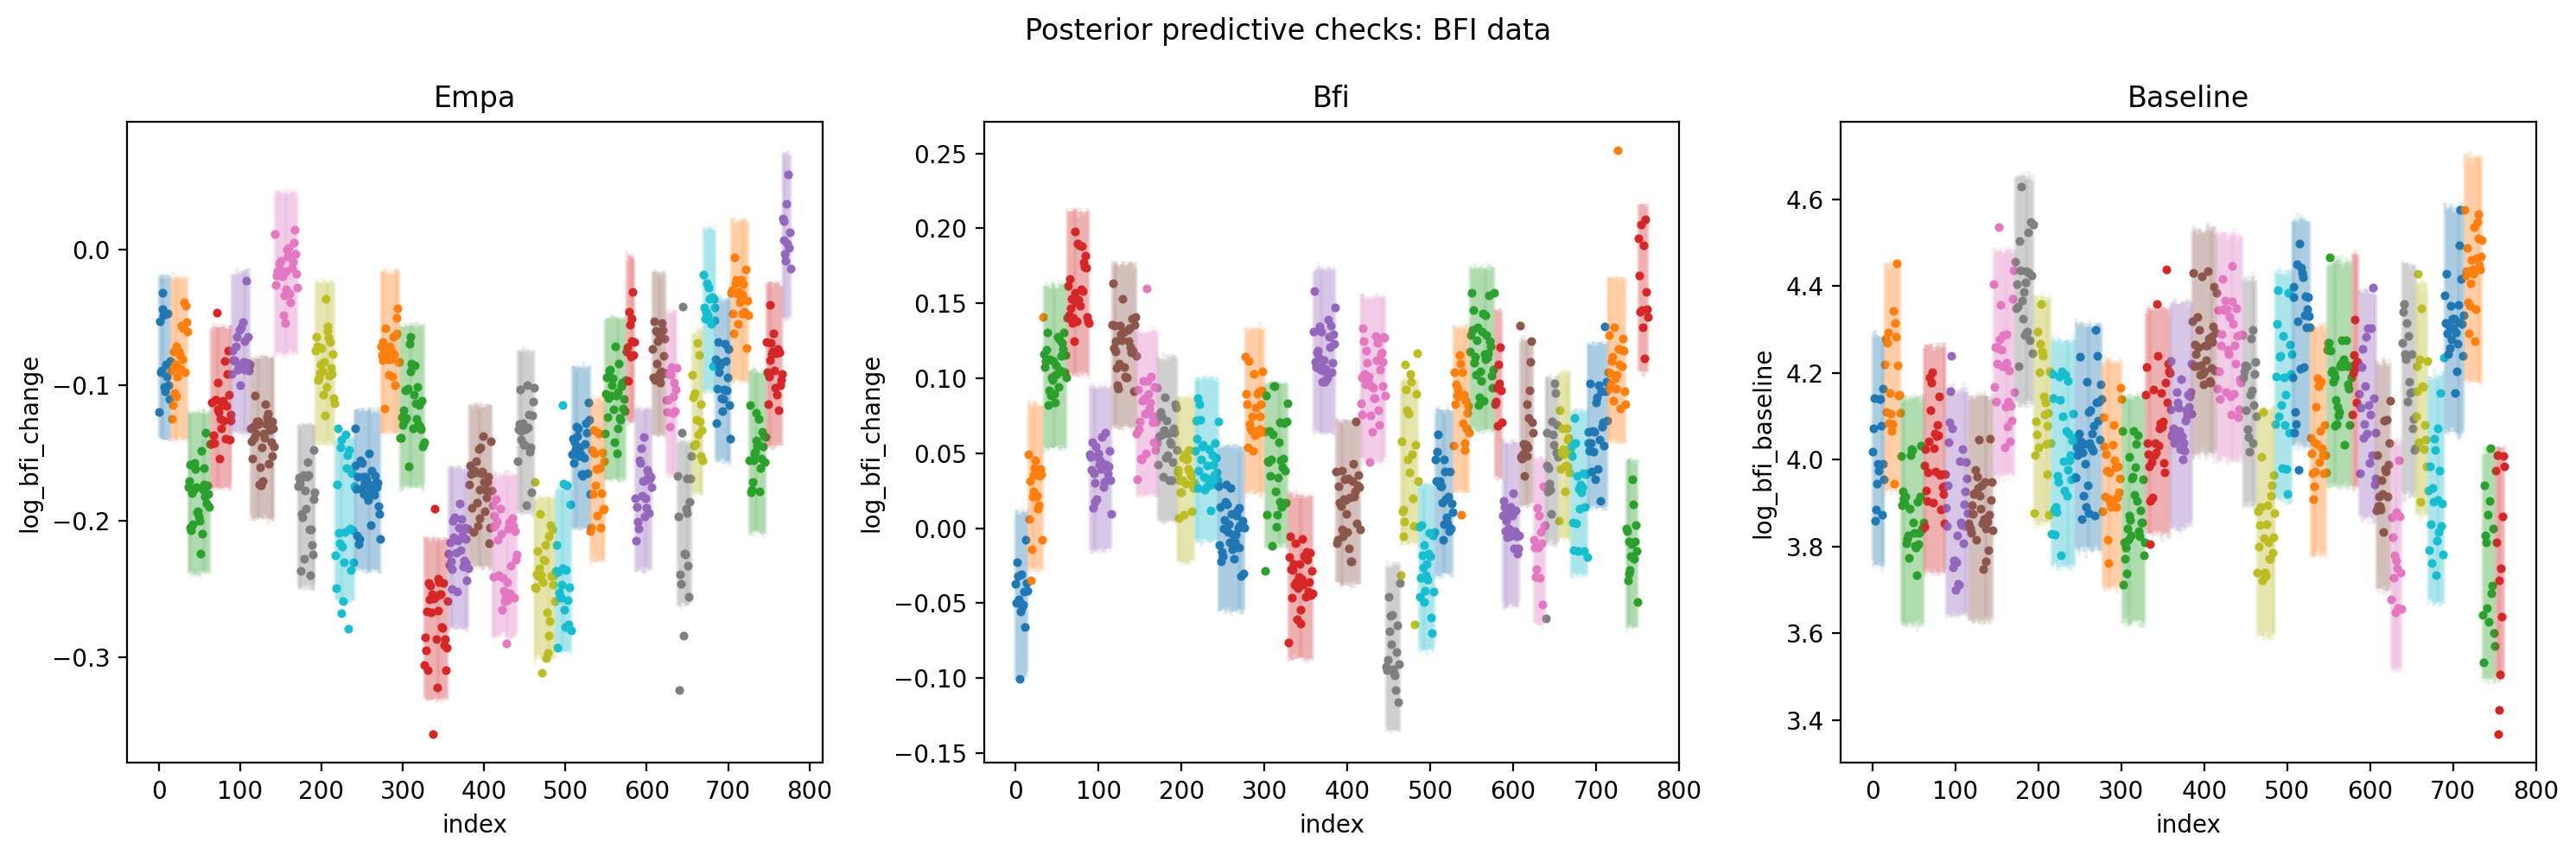 Posterior predictive checks: BFI data
Empa
log_bfi_change
0.0
−0.1
−0.2
−0.3
0 100 200 300 400 500 600 700 800
index
Bfi
log_bfi_change
0.25
0.20
0.15
0.10
0.05
0.00
−0.05
−0.10
−0.15
0 100 200 300 400 500 600 700 800
index
Baseline
log_bfi_baseline
4.6
4.4
4.2
4.0
3.8
3.6
3.4
0 100 200 300 400 500 600 700 800
index